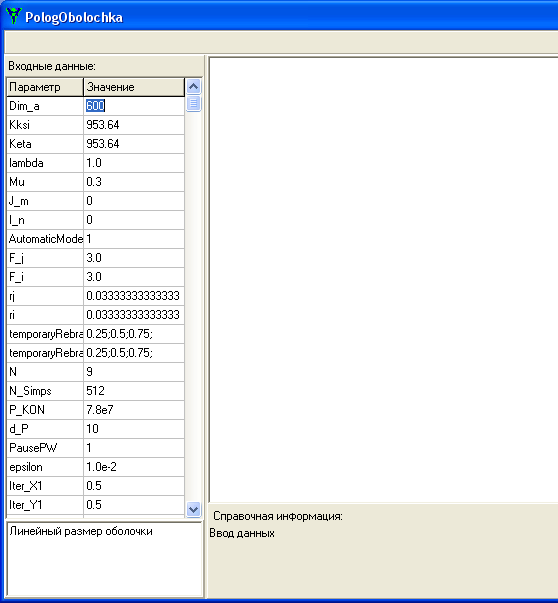 PologObolochka
Входные данные:
Параметр Значение
Dim_a 600
Kksi 953.64
Keta 953.64
lambda 1.0
Mu 0.3
J_m 0
I_n 0
AutomaticMode 1
F_j 3.0
F_i 3.0
rj 0.03333333333333
ri 0.03333333333333
temporaryRebra 0.25;0.5;0.75;
temporaryRebra 0.25;0.5;0.75;
N 9
N_Simps 512
P_KON 7.8e7
d_P 10
PausePW 1
epsilon 1.0e-2
Iter_X1 0.5
Iter_Y1 0.5
Линейный размер оболочки
Справочная информация:
Ввод данных